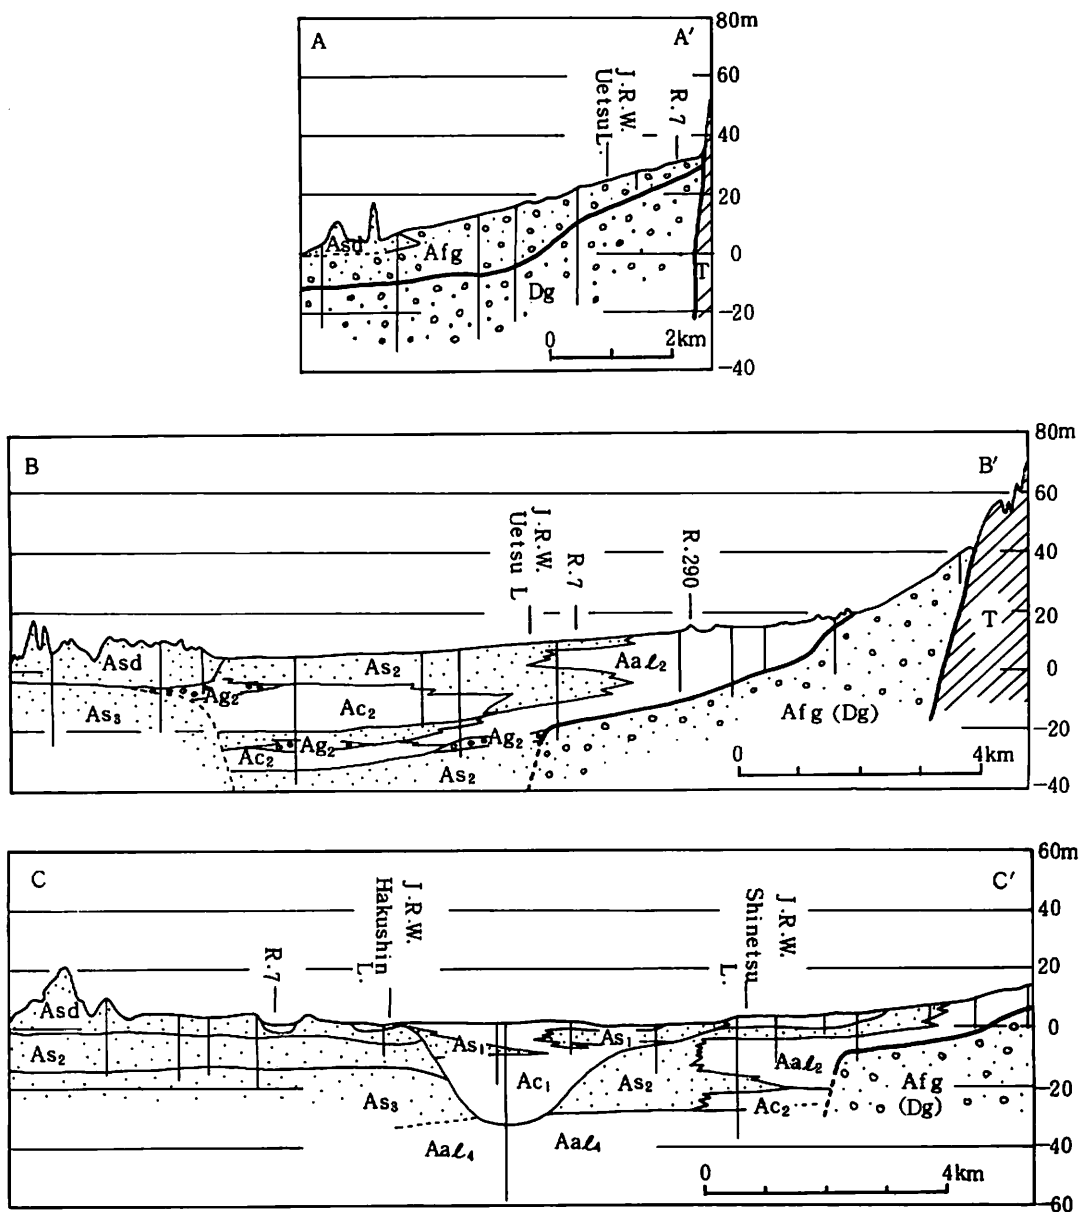 A
A′
80m
60
40
20
0
−20
−40
J.R.W.
Uetsu L.
R.7
Asd
Afg
Dg
T
0
2km
B
B′
80m
60
40
20
0
−20
−40
J.R.W.
Uetsu L
R.7
R.290
Asd
As₂
Aaℓ₂
T
Ag₂
As₃
Ac₂
Afg (Dg)
Ag₂
Ag₂
Ac₂
As₂
0
4km
C
C′
60m
40
20
0
−20
−40
−60
J.R.W.
Hakushin L.
R.7
J.R.W.
Shinetsu L.
Asd
As₁
As₁
As₂
Ac₁
As₂
Aaℓ₂
Afg
(Dg)
As₃
Ac₂
Aaℓ₄
Aaℓ₄
0
4km